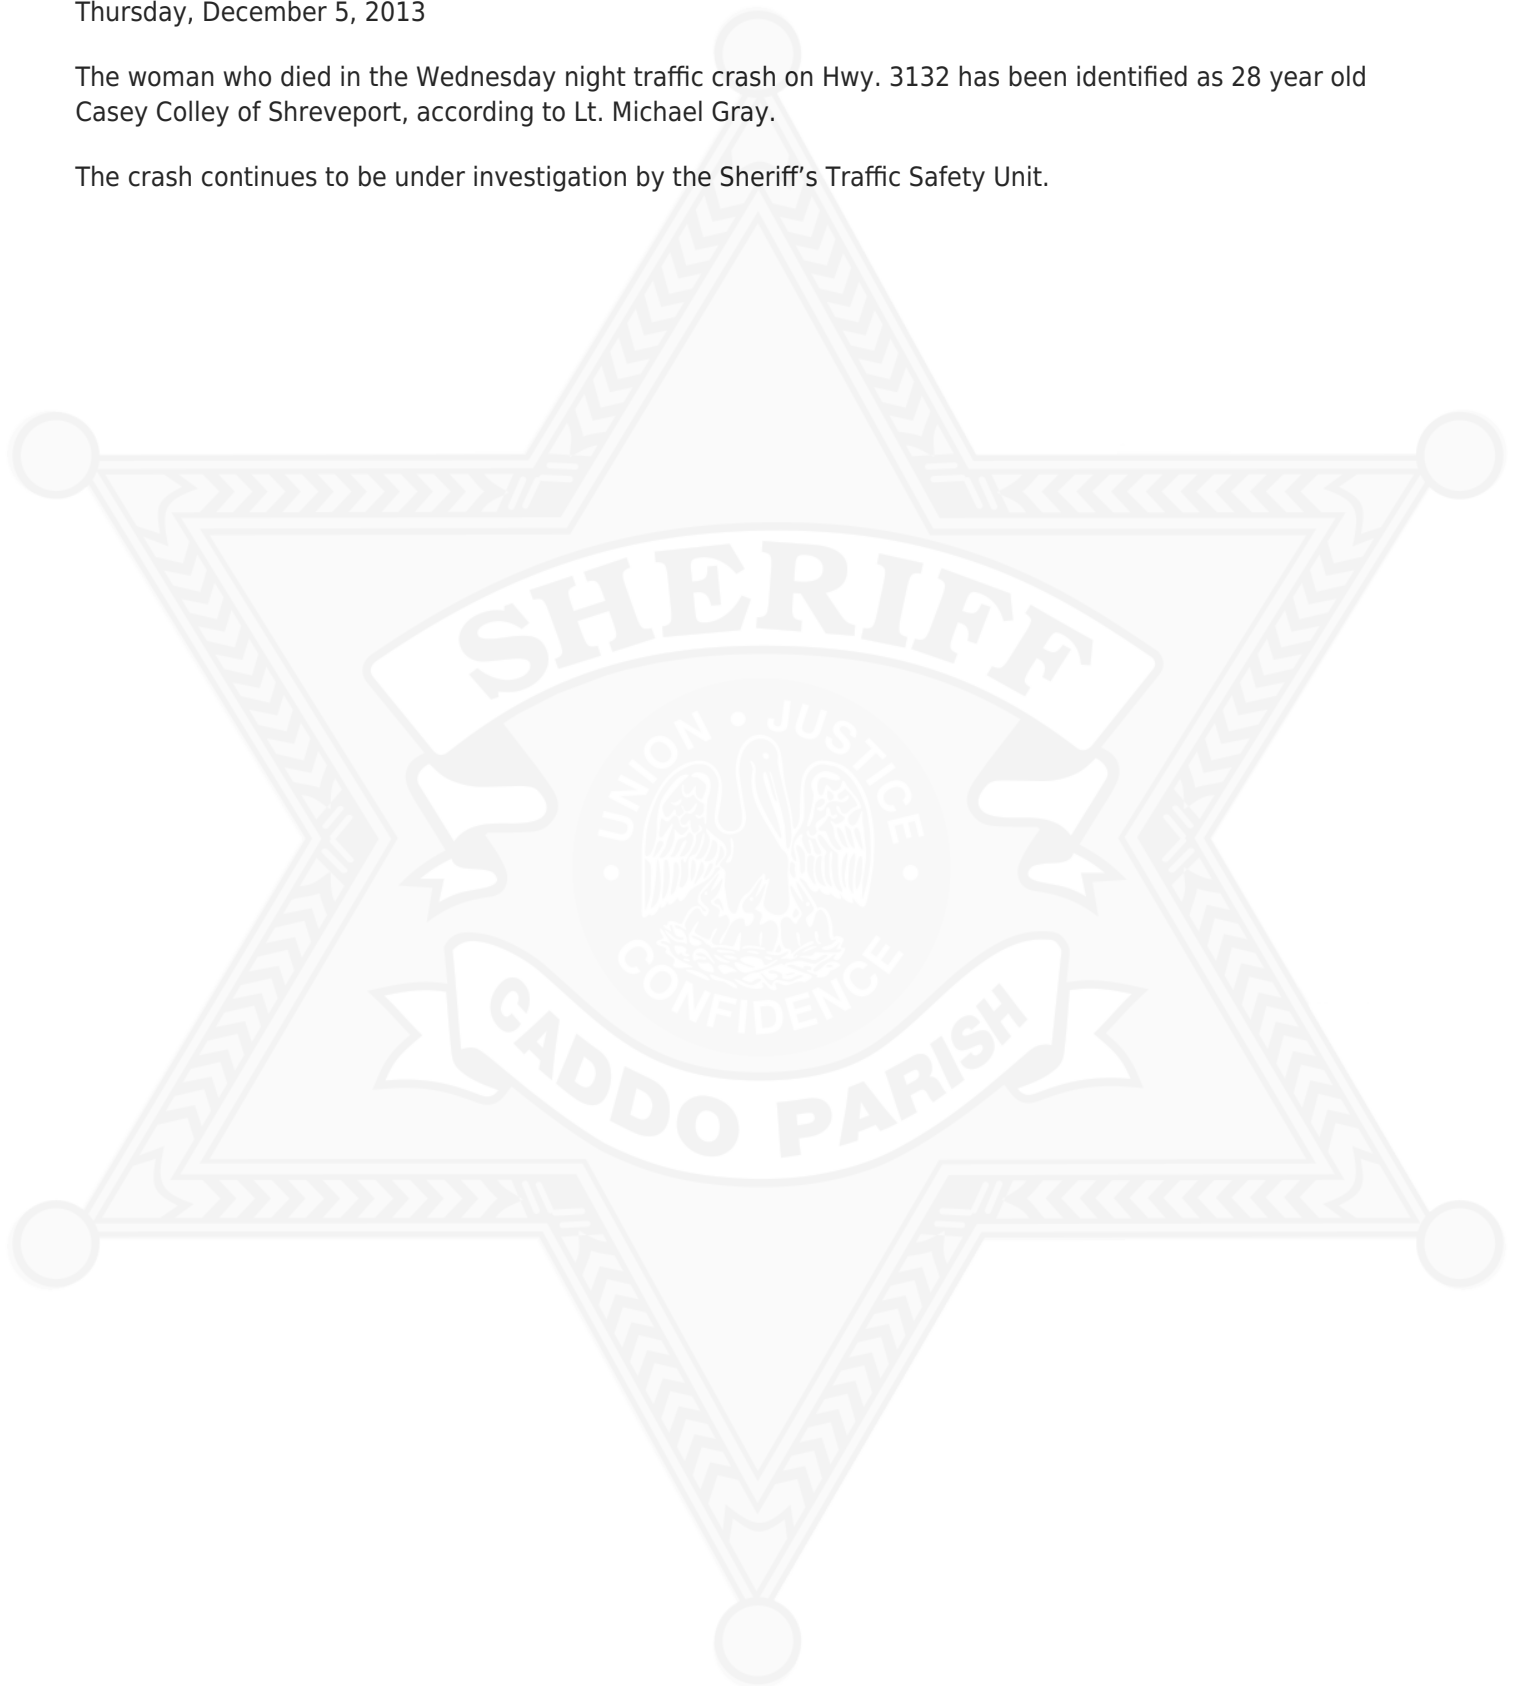 Thursday, December 5, 2013
The woman who died in the Wednesday night traffic crash on Hwy. 3132 has been identified as 28 year old
Casey Colley of Shreveport, according to Lt. Michael Gray.
The crash continues to be under investigation by the Sheriff’s Traffic Safety Unit.
SHERIFF
UNION • JUSTICE
• CONFIDENCE •
CADDO PARISH